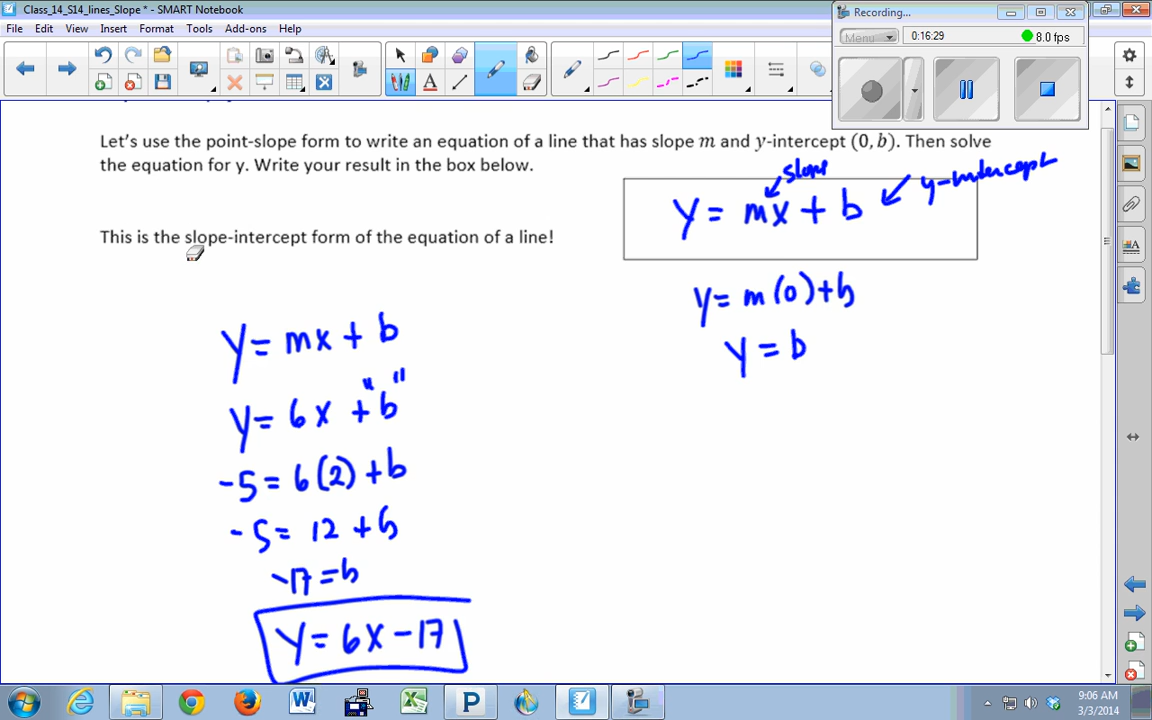 Class_14_S14_lines_Slope * - SMART Notebook
File Edit View Insert Format Tools Add-ons Help
Recording...
Menu
0:16:29
8.0 fps
Let's use the point-slope form to write an equation of a line that has slope m and y-intercept (0, b). Then solve
the equation for y. Write your result in the box below.
slope
y-intercept
y = mx + b
This is the slope-intercept form of the equation of a line!
y = m(0) + b
y = b
y = mx + b
y = 6x + "b"
-5 = 6(2) + b
-5 = 12 + b
-17 = b
y = 6x - 17
9:06 AM
3/3/2014